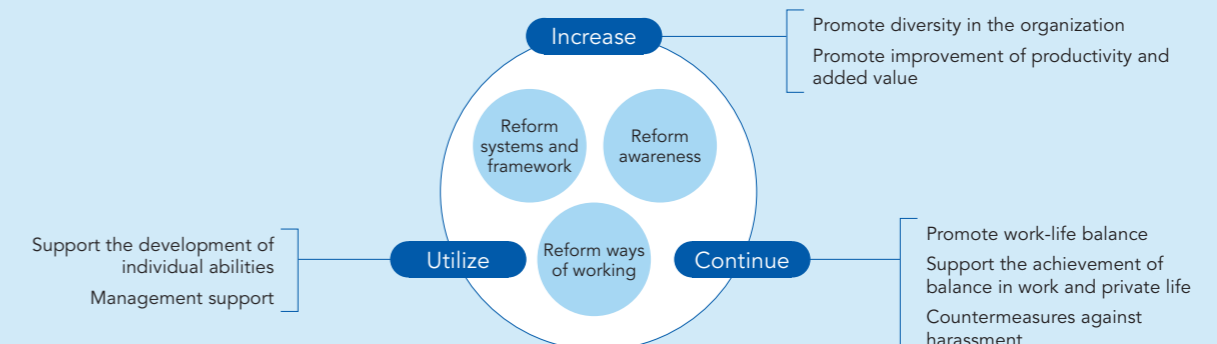 Increase
Promote diversity in the organization
Promote improvement of productivity and
added value
Reform
systems and
framework
Reform
awareness
Support the development of
individual abilities
Management support
Utilize
Reform ways
of working
Continue
Promote work-life balance
Support the achievement of
balance in work and private life
Countermeasures against
harassment